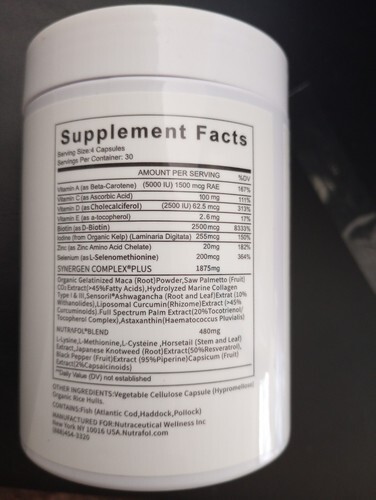 Supplement Facts
Serving Size:4 Capsules
Servings Per Container: 30
AMOUNT PER SERVING %DV
Vitamin A (as Beta-Carotene) (5000 IU) 1500 mcg RAE 167%
Vitamin C (as Ascorbic Acid) 100 mg 111%
Vitamin D (as Cholecalciferol) (2500 IU) 62.5 mcg 313%
Vitamin E (as a-tocopherol) 2.6mg 17%
Biotin (as D-Biotin) 2500mcg 8333%
Iodine (from Organic Kelp) (Laminaria Digitata) 255mcg 150%
Zinc (as Zinc Amino Acid Chelate) 20mg 182%
Selenium (as L-Selenomethionine) 200mcg 364%
SYNERGEN COMPLEX®PLUS 1875mg
Organic Gelatinized Maca (Root)Powder,Saw Palmetto (Fruit)
CO₂ Extract(>45%Fatty Acids),Hydrolyzed Marine Collagen
Type I & III,Sensoril®Ashwagancha (Root and Leaf)Extrat (10%
Withanolides),Liposomal Curcumin(Rhizome)Extract (>45%
Curcuminoids).Full Spectrum Palm Extract(20%Tocotrienol/
Tocopherol Complex),Astaxanthin(Haematococcus Pluvialis)
NUTRAFOL®BLEND 480mg
L-Lysine,L-Methionine,L-Cysteine ,Horsetail (Stem and Leaf)
Extract,Japanese Knotweed (Root)Extract(50%Resveratrol),
Black Pepper (Fruit)Extract (95%Piperine)Capsicum (Fruit)
Extract(2%Capsaicinoids)
*Daily Value (DV) not established
OTHER INGREDIENTS:Vegetable Cellulose Capsule (Hypromellose)
Organic Rice Hulls.
CONTAINS:Fish (Atlantic Cod,Haddock,Pollock)
MANUFACTURED FOR:Nutraceutical Wellness Inc
New York NY 10016 USA.Nutrafol.com
(888)454-3320